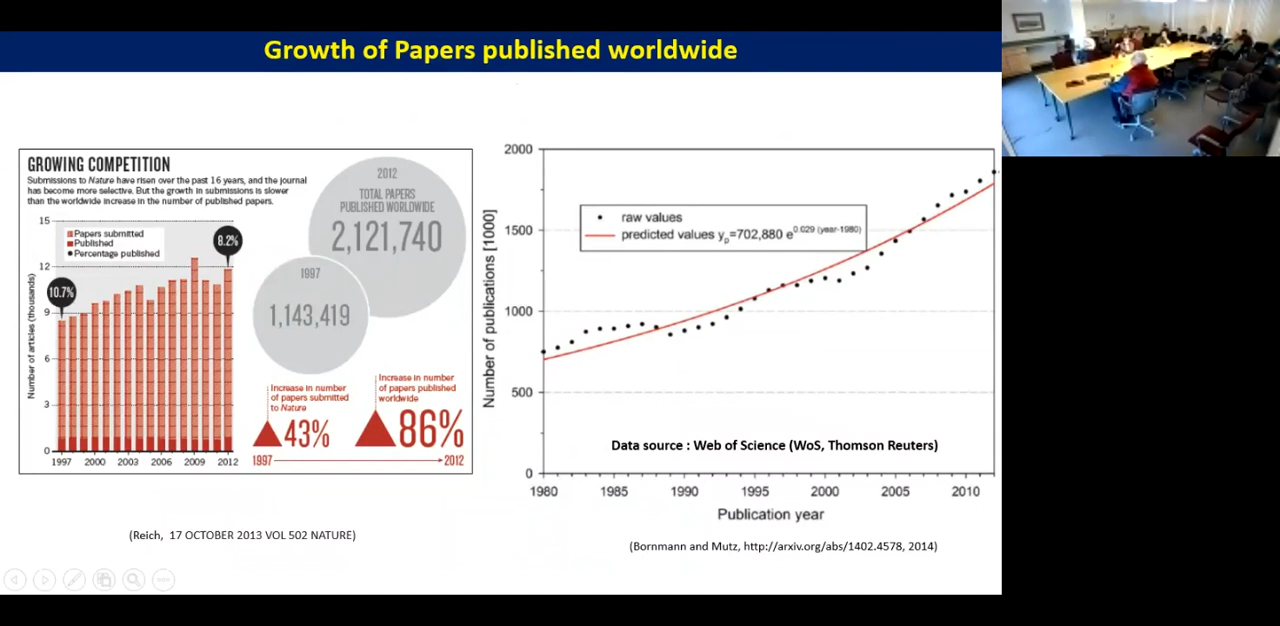 Growth of Papers published worldwide
GROWING COMPETITION
Submissions to Nature have risen over the past 16 years, and the journal
has become more selective. But the growth in submissions is slower
than the worldwide increase in the number of published papers.
15
12
9
6
3
0
Number of articles (thousands)
Papers submitted
Published
Percentage published
10.7%
8.2%
1997 2000 2003 2006 2009 2012
2012
TOTAL PAPERS
PUBLISHED WORLDWIDE
2,121,740
1997
1,143,419
Increase in number
of papers submitted
to Nature
43%
Increase in number
of papers published
worldwide
86%
1997 2012
(Reich, 17 OCTOBER 2013 VOL 502 NATURE)
2000
1500
1000
500
0
Number of publications [1000]
raw values
predicted values yp=702,880 e0.029 (year-1980)
Data source : Web of Science (WoS, Thomson Reuters)
1980 1985 1990 1995 2000 2005 2010
Publication year
(Bornmann and Mutz, http://arxiv.org/abs/1402.4578, 2014)